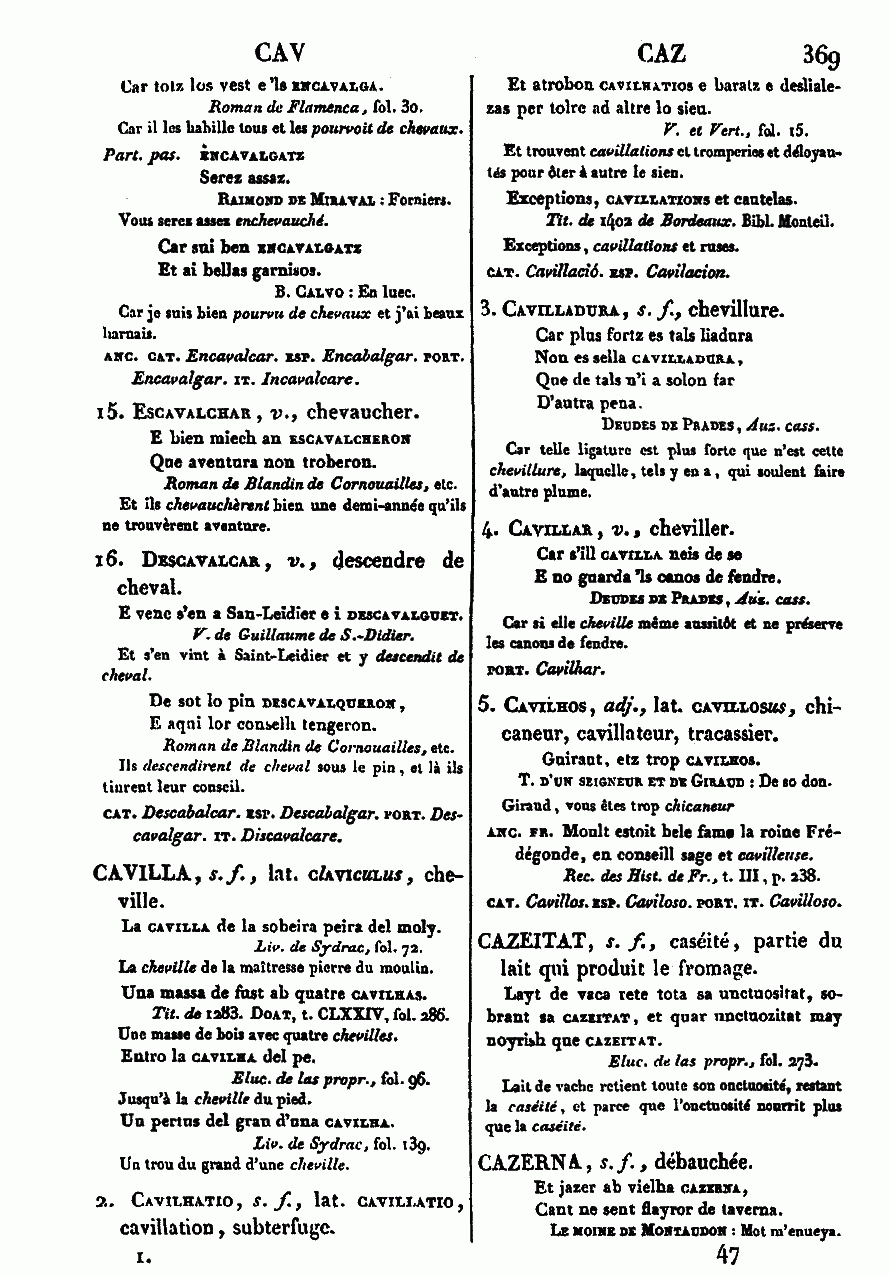 CAV
Car totz los vest e 'ls ENCAVALGA.
Roman de Flamenca, fol. 30.
Car il les habille tous et les pourvoit de chevaux.
Part. pas. ENCAVALGATZ
Serez assaz.
RAIMOND DE MIRAVAL : Forniers.
Vous serez assez enchevauché.
Car sui ben ENCAVALGATZ
Et ai bellas garnisos.
B. CALVO : En luec.
Car je suis bien pourvu de chevaux et j'ai beaux
harnais.
ANC. CAT. Encavalcar. ESP. Encabalgar. PORT.
Encavalgar. IT. Incavalcare.
15. ESCAVALCHAR, v., chevaucher.
E bien miech an ESCAVALCHERON
Que aventura non troberon.
Roman de Blandin de Cornouailles, etc.
Et ils chevauchèrent bien une demi-année qu'ils
ne trouvèrent aventure.
16. DESCAVALCAR, v., descendre de
cheval.
E venc s'en a San-Leidier e i DESCAVALGUET.
V. de Guillaume de S.-Didier.
Et s'en vint à Saint-Leidier et y descendit de
cheval.
De sot lo pin DESCAVALQUERON,
E aqui lor conselh tengeron.
Roman de Blandin de Cornouailles, etc.
Ils descendirent de cheval sous le pin, et là ils
tinrent leur conseil.
CAT. Descabalcar. ESP. Descabalgar. PORT. Des-
cavalgar. IT. Discavalcare.
CAVILLA, s. f., lat. clAVICULUS, che-
ville.
La CAVILLA de la sobeira peira del moly.
Liv. de Sydrac, fol. 72.
La cheville de la maîtresse pierre du moulin.
Una massa de fust ab quatre CAVILHAS.
Tit. de 1283. DOAT, t. CLXXIV, fol. 286.
Une masse de bois avec quatre chevilles.
Entro la CAVILHA del pe.
Eluc. de las propr., fol. 96.
Jusqu'à la cheville du pied.
Un pertus del gran d'una CAVILHA.
Liv. de Sydrac, fol. 139.
Un trou du grand d'une cheville.
2. CAVILHATIO, s. f., lat. CAVILLATIO,
cavillation, subterfuge.
I.
CAZ 369
Et atrobon CAVILHATIOS e baratz e desliale-
zas per tolre ad altre lo sieu.
V. et Vert., fol. 15.
Et trouvent cavillations et tromperies et déloyau-
tés pour ôter à autre le sien.
Exceptions, CAVILLATIONS et cautelas.
Tit. de 1402 de Bordeaux. Bibl. Monteil.
Exceptions, cavillations et ruses.
CAT. Cavillació. ESP. Cavilacion.
3. CAVILLADURA, s. f., chevillure.
Car plus fortz es tals liadura
Non es sella CAVILLADURA,
Que de tals n'i a solon far
D'autra pena.
DEUDES DE PRADES, Auz. cass.
Car telle ligature est plus forte que n'est cette
chevillure, laquelle, tels y en a, qui soulent faire
d'autre plume.
4. CAVILLAR, v., cheviller.
Car s'ill CAVILLA neis de se
E no guarda 'ls canos de fendre.
DEUDES DE PRADES, Auz. cass.
Car si elle cheville même aussitôt et ne préserve
les canons de fendre.
PORT. Cavilhar.
5. CAVILHOS, adj., lat. CAVILLOSUS, chi-
caneur, cavillateur, tracassier.
Guiraut, etz trop CAVILHOS.
T. D'UN SEIGNEUR ET DE GIRAUD : De so don.
Giraud, vous êtes trop chicaneur
ANC. FR. Moult estoit bele fame la roine Fré-
dégonde, en conseill sage et cavilleuse.
Rec. des Hist. de Fr., t. III, p. 238.
CAT. Cavillos. ESP. Caviloso. PORT. IT. Cavilloso.
CAZEITAT, s. f., caséité, partie du
lait qui produit le fromage.
Layt de vaca rete tota sa unctuositat, so-
brant sa CAZEITAT, et quar unctuozitat may
noyrish que CAZEITAT.
Eluc. de las propr., fol. 273.
Lait de vache retient toute son onctuosité, restant
la caséité, et parce que l'onctuosité nourrit plus
que la caséité.
CAZERNA, s. f., débauchée.
Et jazer ab vielha CAZERNA,
Cant ne sent flayror de taverna.
LE MOINE DE MONTAUDON : Mot m'enueya.
47